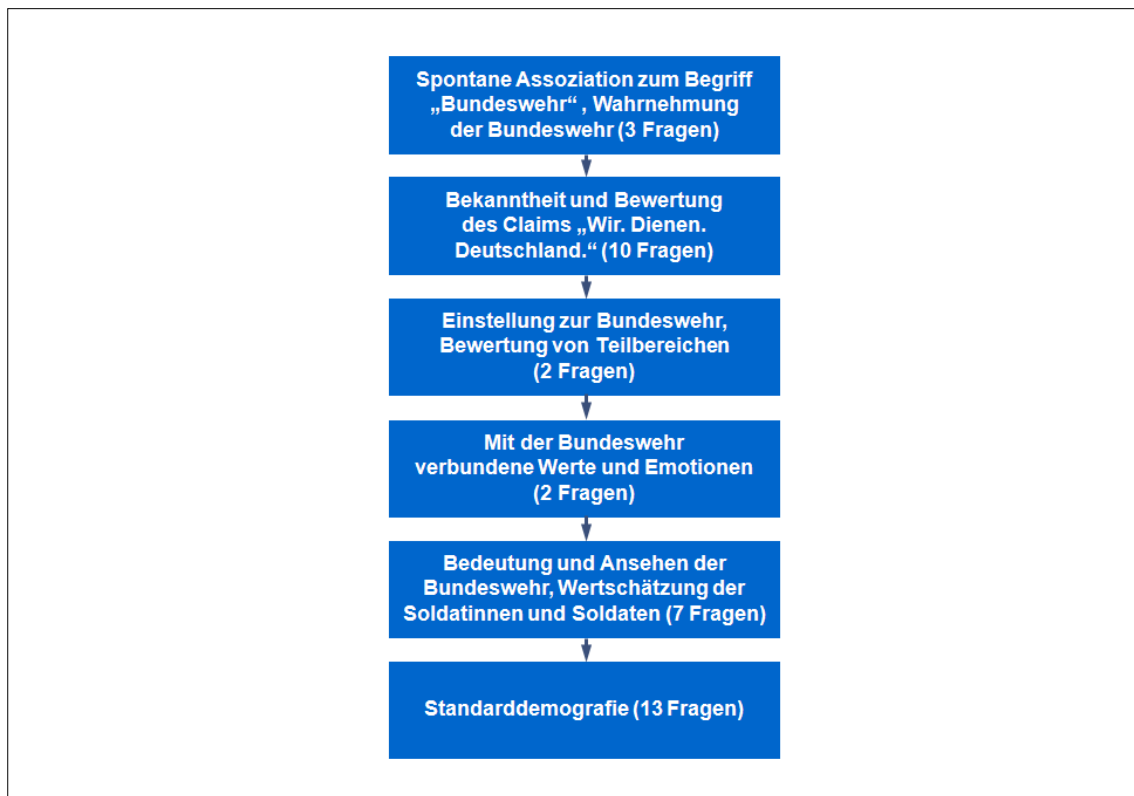 Spontane Assoziation zum Begriff
„Bundeswehr“ , Wahrnehmung
der Bundeswehr (3 Fragen)
Bekanntheit und Bewertung
des Claims „Wir. Dienen.
Deutschland.“ (10 Fragen)
Einstellung zur Bundeswehr,
Bewertung von Teilbereichen
(2 Fragen)
Mit der Bundeswehr
verbundene Werte und Emotionen
(2 Fragen)
Bedeutung und Ansehen der
Bundeswehr, Wertschätzung der
Soldatinnen und Soldaten (7 Fragen)
Standarddemografie (13 Fragen)